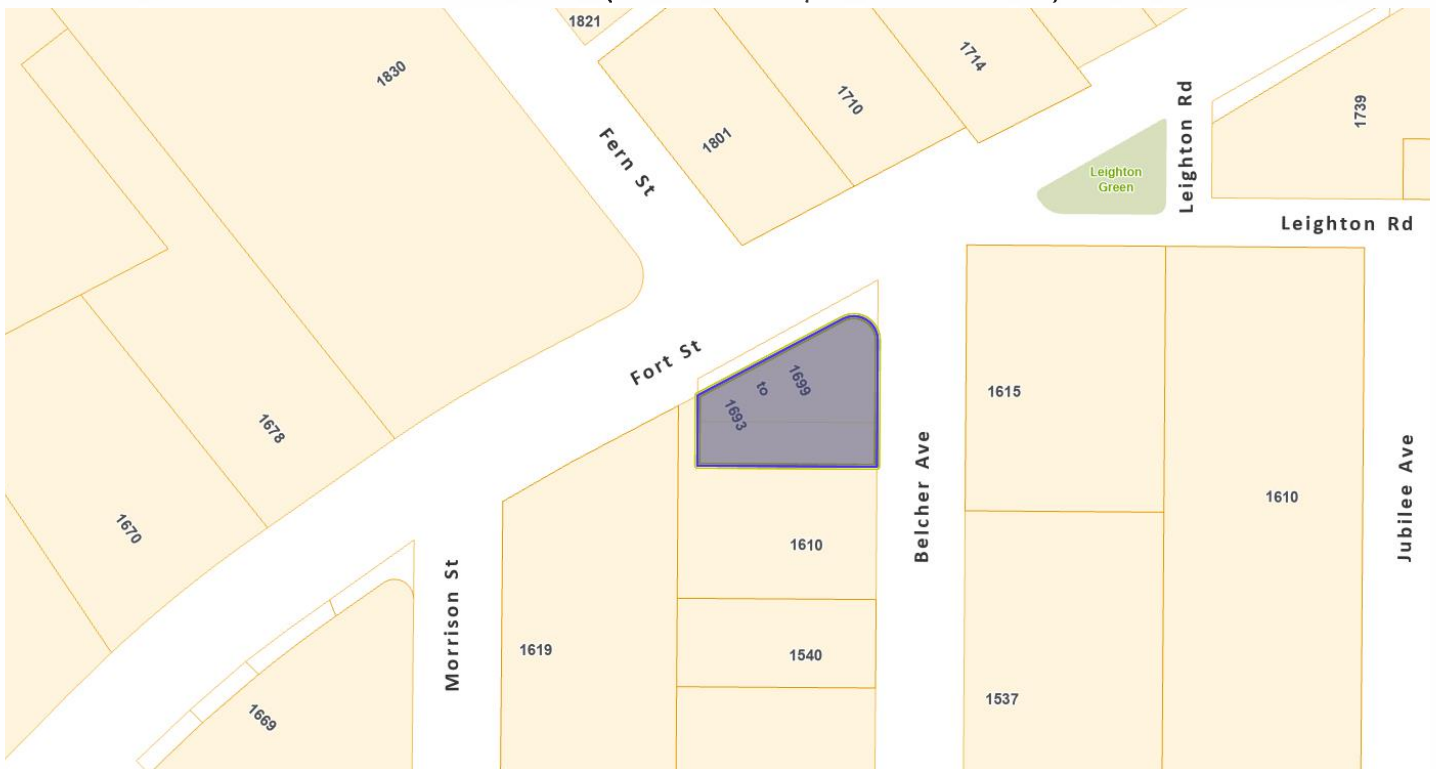 1821
1830
1714
1710
1801
Fern St
Leighton Rd
1739
Leighton
Green
Leighton Rd
Fort St
1699
to
1693
1615
1678
1670
Belcher Ave
1610
1610
Jubilee Ave
Morrison St
1619
1540
1669
1537